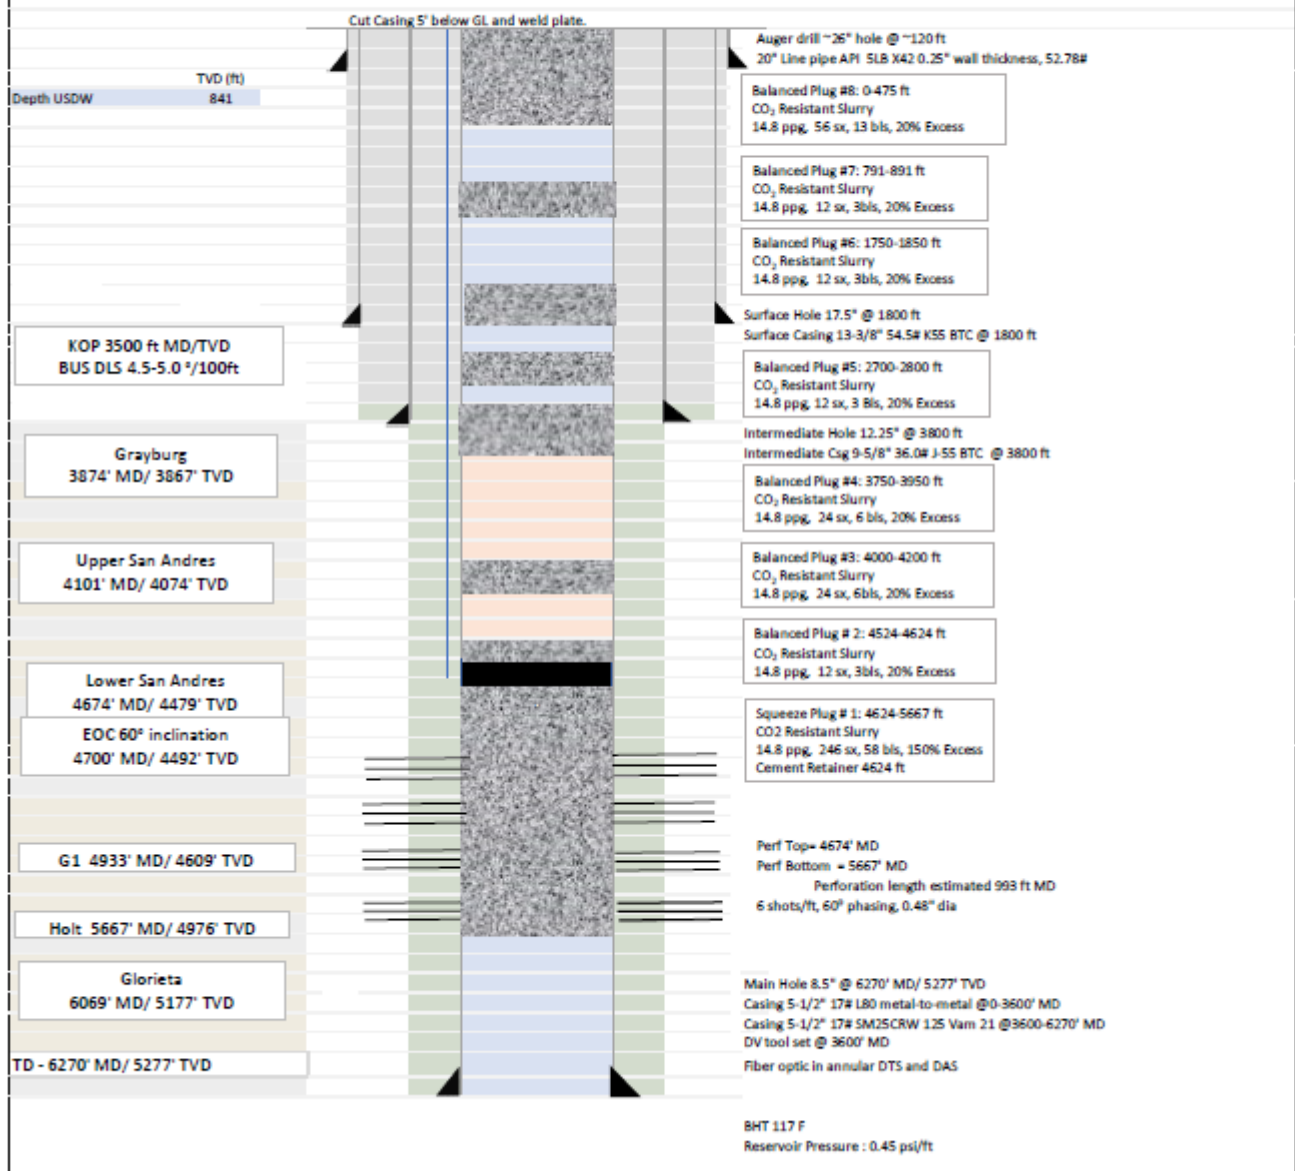 Cut Casing 5' below GL and weld plate.
Auger drill ~26" hole @ ~120 ft
20" Line pipe API 5LB X42 0.25" wall thickness, 52.78#
TVD (ft)
Depth USDW 841
Balanced Plug #8: 0-475 ft
CO₂ Resistant Slurry
14.8 ppg, 56 sx, 13 bls, 20% Excess
Balanced Plug #7: 791-891 ft
CO₂ Resistant Slurry
14.8 ppg, 12 sx, 3bls, 20% Excess
Balanced Plug #6: 1750-1850 ft
CO₂ Resistant Slurry
14.8 ppg, 12 sx, 3bls, 20% Excess
Surface Hole 17.5" @ 1800 ft
Surface Casing 13-3/8" 54.5# K55 BTC @ 1800 ft
KOP 3500 ft MD/TVD
BUS DLS 4.5-5.0 °/100ft
Balanced Plug #5: 2700-2800 ft
CO₂ Resistant Slurry
14.8 ppg, 12 sx, 3 Bls, 20% Excess
Intermediate Hole 12.25" @ 3800 ft
Intermediate Csg 9-5/8" 36.0# J-55 BTC @ 3800 ft
Grayburg
3874' MD/ 3867' TVD
Balanced Plug #4: 3750-3950 ft
CO₂ Resistant Slurry
14.8 ppg, 24 sx, 6 bls, 20% Excess
Upper San Andres
4101' MD/ 4074' TVD
Balanced Plug #3: 4000-4200 ft
CO₂ Resistant Slurry
14.8 ppg, 24 sx, 6bls, 20% Excess
Balanced Plug # 2: 4524-4624 ft
CO₂ Resistant Slurry
14.8 ppg, 12 sx, 3bls, 20% Excess
Lower San Andres
4674' MD/ 4479' TVD
EOC 60° inclination
4700' MD/ 4492' TVD
Squeeze Plug # 1: 4624-5667 ft
CO2 Resistant Slurry
14.8 ppg, 246 sx, 58 bls, 150% Excess
Cement Retainer 4624 ft
G1 4933' MD/ 4609' TVD
Perf Top= 4674' MD
Perf Bottom = 5667' MD
Perforation length estimated 993 ft MD
6 shots/ft, 60° phasing, 0.48" dia
Holt 5667' MD/ 4976' TVD
Glorieta
6069' MD/ 5177' TVD
Main Hole 8.5" @ 6270' MD/ 5277' TVD
Casing 5-1/2" 17# L80 metal-to-metal @0-3600' MD
Casing 5-1/2" 17# SM25CRW 125 Vam 21 @3600-6270' MD
DV tool set @ 3600' MD
TD - 6270' MD/ 5277' TVD
Fiber optic in annular DTS and DAS
BHT 117 F
Reservoir Pressure : 0.45 psi/ft